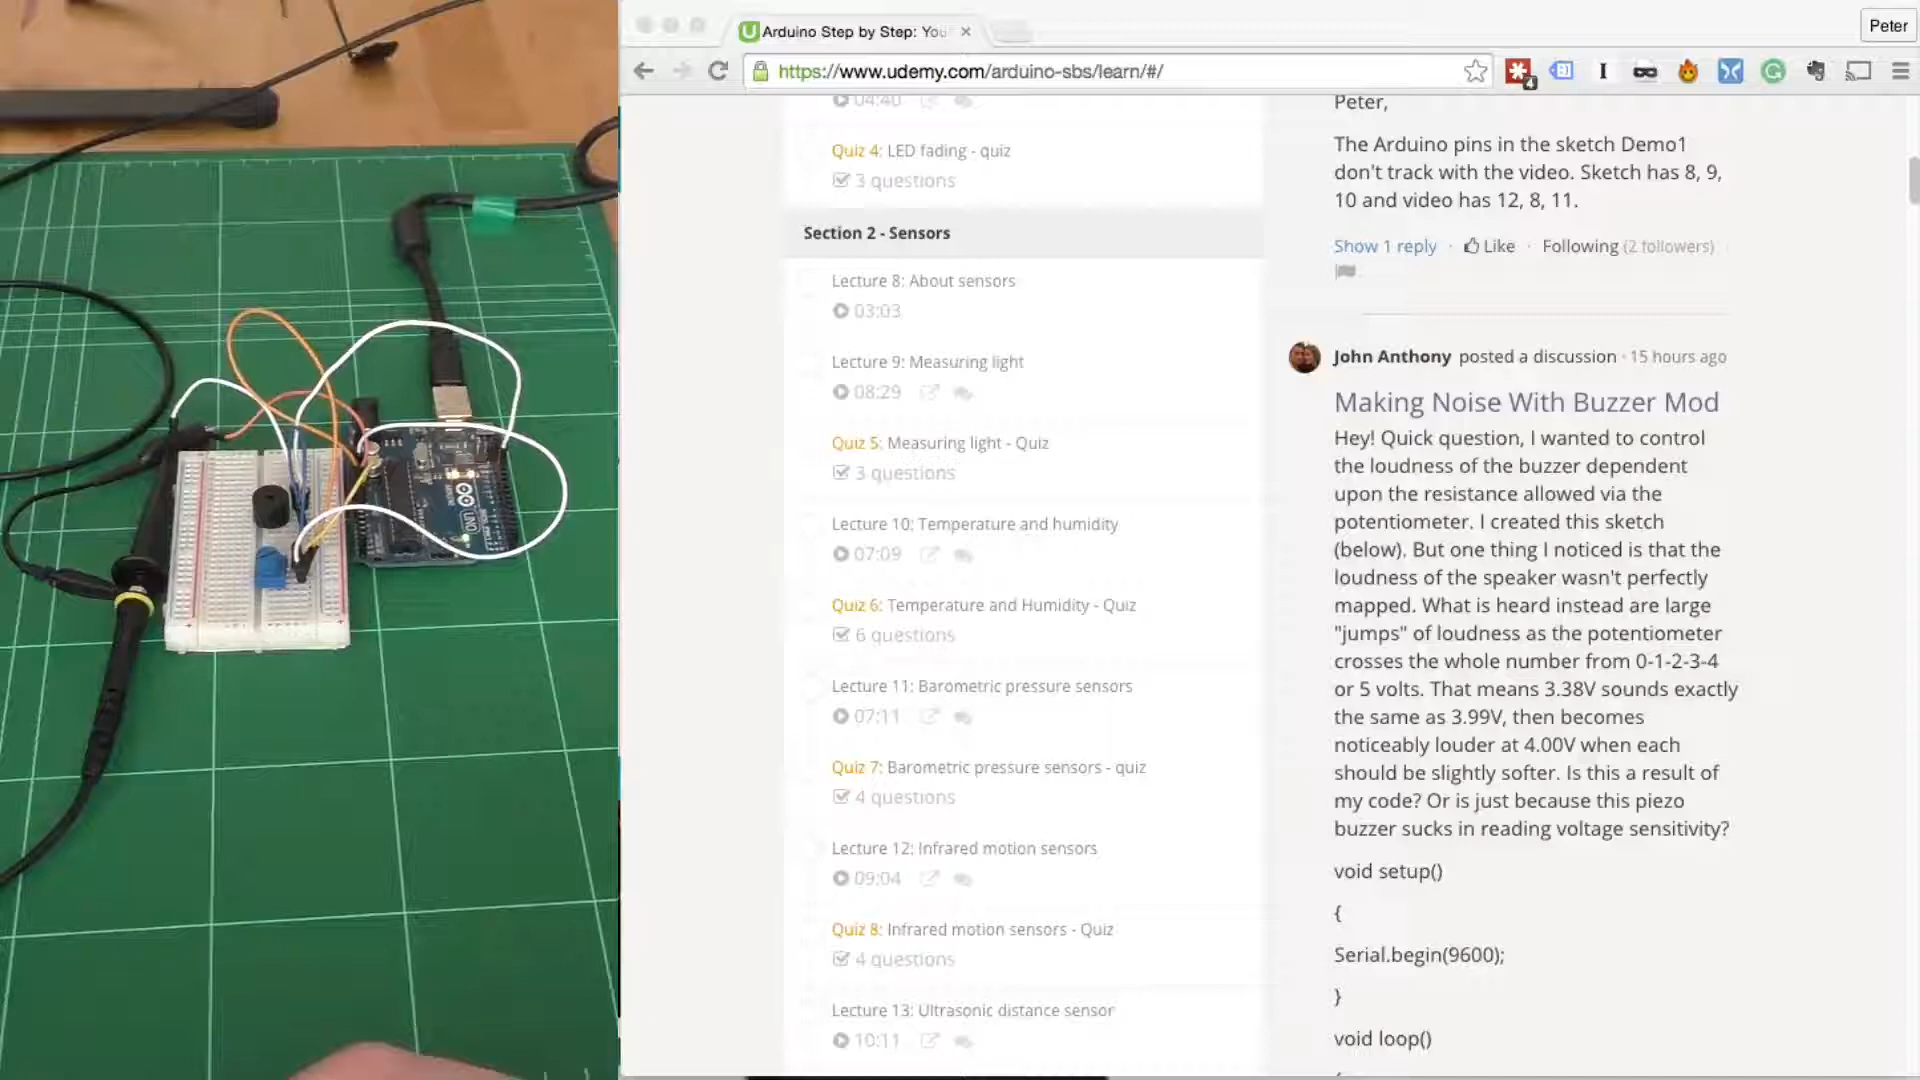 Arduino Step by Step: You
Peter
https://www.udemy.com/arduino-sbs/learn/#/
04:40
Quiz 4: LED fading - quiz
3 questions
Section 2 - Sensors
Lecture 8: About sensors
03:03
Lecture 9: Measuring light
08:29
Quiz 5: Measuring light - Quiz
3 questions
Lecture 10: Temperature and humidity
07:09
Quiz 6: Temperature and Humidity - Quiz
6 questions
Lecture 11: Barometric pressure sensors
07:11
Quiz 7: Barometric pressure sensors - quiz
4 questions
Lecture 12: Infrared motion sensors
09:04
Quiz 8: Infrared motion sensors - Quiz
4 questions
Lecture 13: Ultrasonic distance sensor
10:11
Peter,
The Arduino pins in the sketch Demo1
don't track with the video. Sketch has 8, 9,
10 and video has 12, 8, 11.
Show 1 reply · Like · Following (2 followers)
John Anthony posted a discussion · 15 hours ago
Making Noise With Buzzer Mod
Hey! Quick question, I wanted to control
the loudness of the buzzer dependent
upon the resistance allowed via the
potentiometer. I created this sketch
(below). But one thing I noticed is that the
loudness of the speaker wasn't perfectly
mapped. What is heard instead are large
"jumps" of loudness as the potentiometer
crosses the whole number from 0-1-2-3-4
or 5 volts. That means 3.38V sounds exactly
the same as 3.99V, then becomes
noticeably louder at 4.00V when each
should be slightly softer. Is this a result of
my code? Or is just because this piezo
buzzer sucks in reading voltage sensitivity?
void setup()
{
Serial.begin(9600);
}
void loop()
UNO